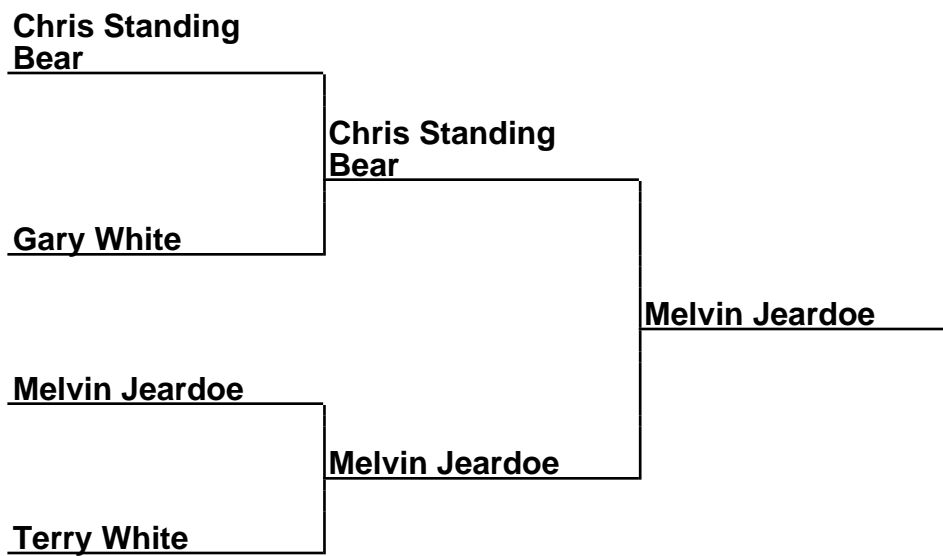 Chris Standing
Bear
Chris Standing
Bear
Gary White
Melvin Jeardoe
Melvin Jeardoe
Melvin Jeardoe
Terry White